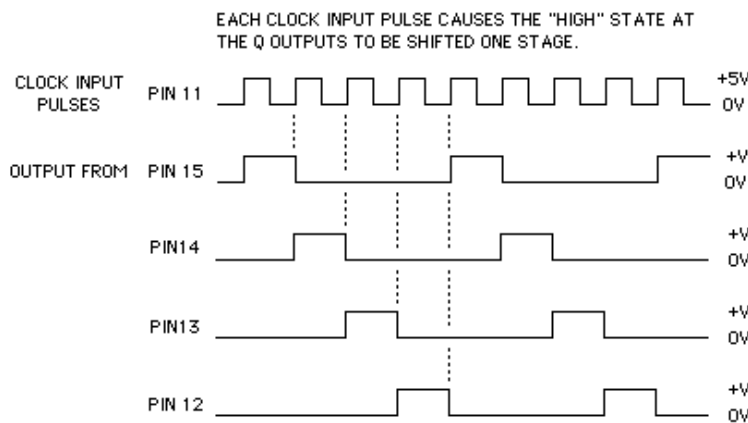 EACH CLOCK INPUT PULSE CAUSES THE "HIGH" STATE AT
THE Q OUTPUTS TO BE SHIFTED ONE STAGE.
CLOCK INPUT
PULSES
PIN 11
+5V
0V
OUTPUT FROM
PIN 15
+V
0V
PIN14
+V
0V
PIN13
+V
0V
PIN 12
+V
0V